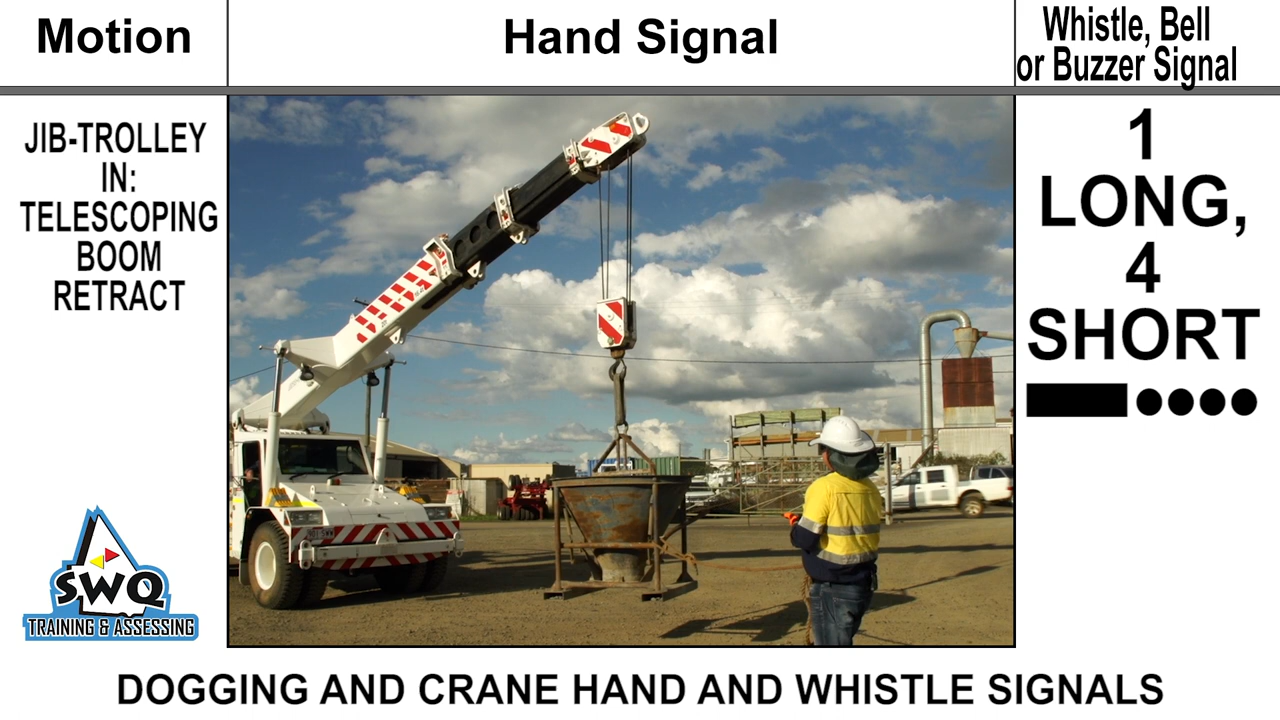 Motion
Hand Signal
Whistle, Bell
or Buzzer Signal
JIB-TROLLEY
IN:
TELESCOPING
BOOM
RETRACT
1
LONG,
4
SHORT
SWQ
TRAINING & ASSESSING
DOGGING AND CRANE HAND AND WHISTLE SIGNALS